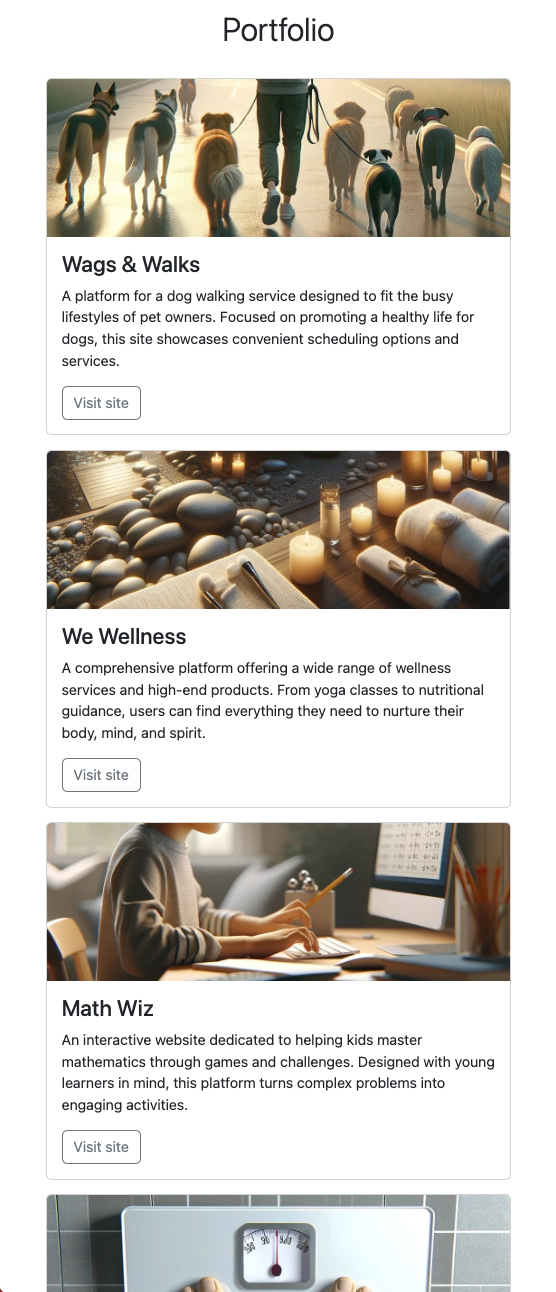 Portfolio
Wags & Walks
A platform for a dog walking service designed to fit the busy
lifestyles of pet owners. Focused on promoting a healthy life for
dogs, this site showcases convenient scheduling options and
services.
Visit site
We Wellness
A comprehensive platform offering a wide range of wellness
services and high-end products. From yoga classes to nutritional
guidance, users can find everything they need to nurture their
body, mind, and spirit.
Visit site
Math Wiz
An interactive website dedicated to helping kids master
mathematics through games and challenges. Designed with young
learners in mind, this platform turns complex problems into
engaging activities.
Visit site